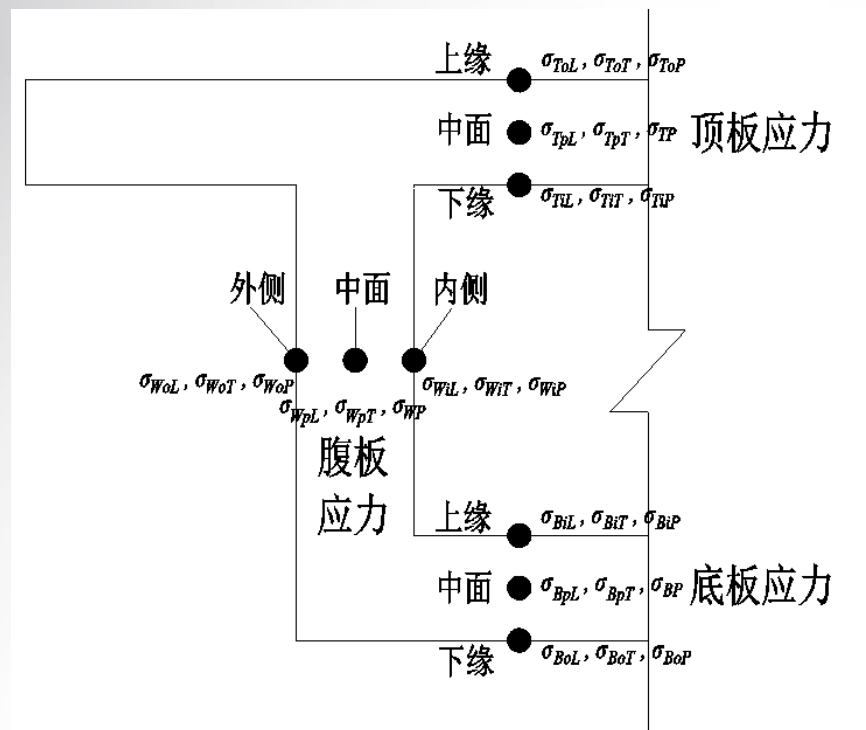 上缘 σToL, σToT, σToP
中面 σTpL, σTpT, σTP 顶板应力
下缘 σTiL, σTiT, σTiP
外侧 中面 内侧
σWoL, σWoT, σWoP
σWpL, σWpT, σWP
σWiL, σWiT, σWiP
腹板
应力
上缘 σBiL, σBiT, σBiP
中面 σBpL, σBpT, σBP 底板应力
下缘 σBoL, σBoT, σBoP